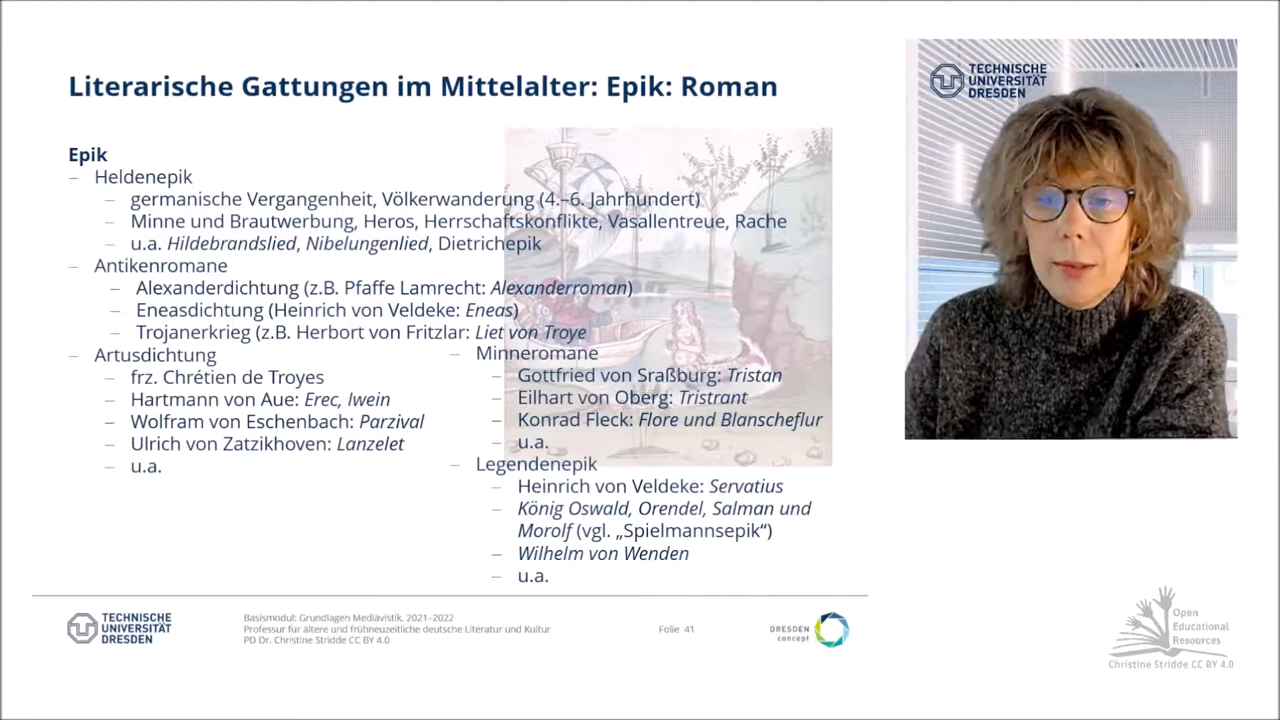 Literarische Gattungen im Mittelalter: Epik: Roman
Epik
– Heldenepik
– germanische Vergangenheit, Völkerwanderung (4.–6. Jahrhundert)
– Minne und Brautwerbung, Heros, Herrschaftskonflikte, Vasallentreue, Rache
– u.a. Hildebrandslied, Nibelungenlied, Dietrichepik
– Antikenromane
– Alexanderdichtung (z.B. Pfaffe Lamrecht: Alexanderroman)
– Eneasdichtung (Heinrich von Veldeke: Eneas)
– Trojanerkrieg (z.B. Herbort von Fritzlar: Liet von Troye
– Artusdichtung
– frz. Chrétien de Troyes
– Hartmann von Aue: Erec, Iwein
– Wolfram von Eschenbach: Parzival
– Ulrich von Zatzikhoven: Lanzelet
– u.a.
– Minneromane
– Gottfried von Sraßburg: Tristan
– Eilhart von Oberg: Tristrant
– Konrad Fleck: Flore und Blanscheflur
– u.a.
– Legendenepik
– Heinrich von Veldeke: Servatius
– König Oswald, Orendel, Salman und
Morolf (vgl. „Spielmannsepik“)
– Wilhelm von Wenden
– u.a.
TECHNISCHE
UNIVERSITÄT
DRESDEN
TECHNISCHE
UNIVERSITÄT
DRESDEN
Basismodul: Grundlagen Mediävistik, 2021–2022
Professur für ältere und frühneuzeitliche deutsche Literatur und Kultur
PD Dr. Christine Stridde CC BY 4.0
Folie 41
DRESDEN
concept
Open
Educational
Resources
Christine Stridde CC BY 4.0